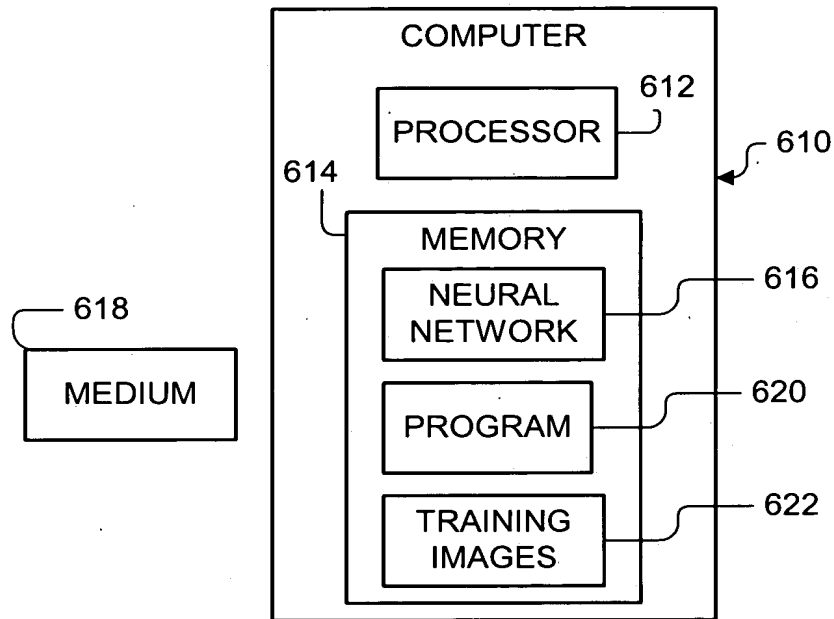 COMPUTER
612
PROCESSOR
610
614
MEMORY
NEURAL
NETWORK
616
618
MEDIUM
PROGRAM
620
TRAINING
IMAGES
622